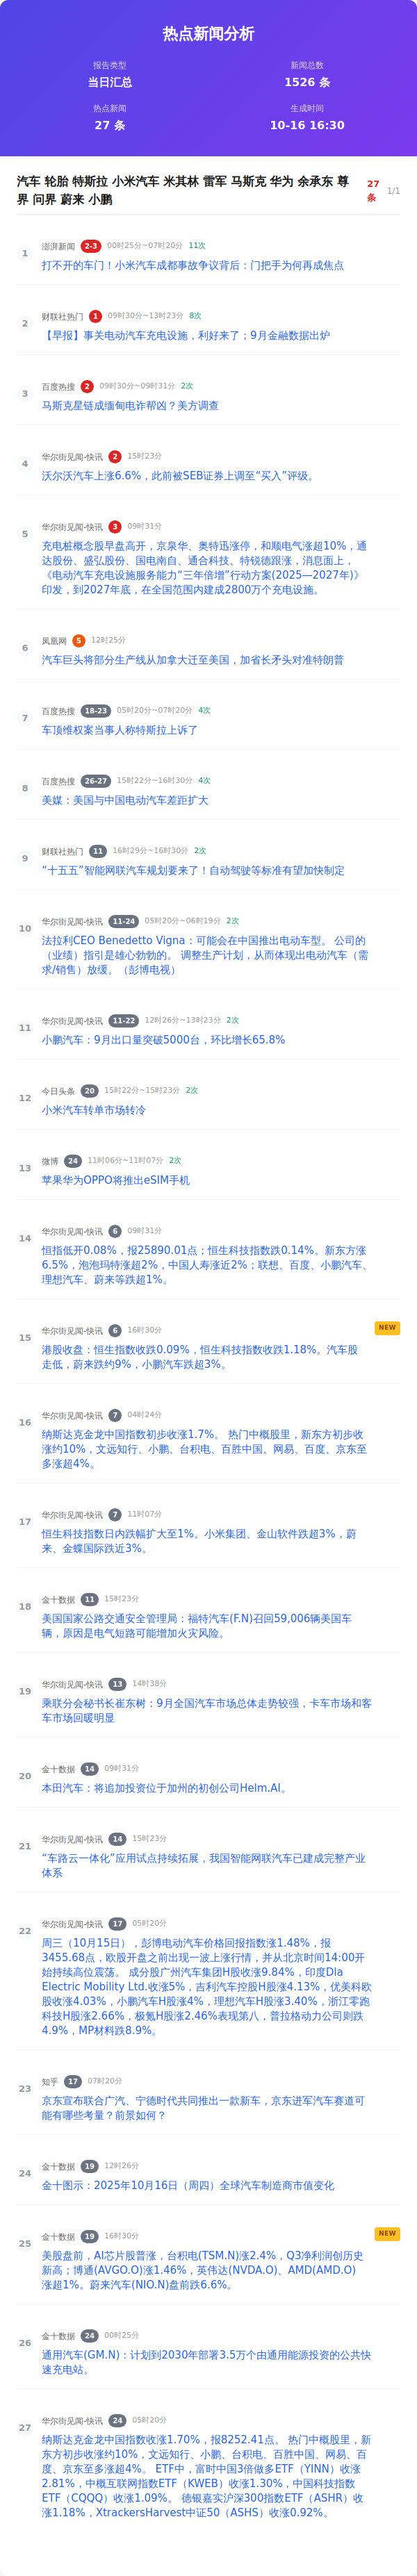 热点新闻分析
报告类型
当日汇总
新闻总数
1526 条
热点新闻
27 条
生成时间
10-16 16:30
汽车 轮胎 特斯拉 小米汽车 米其林 雷军 马斯克 华为 余承东 尊
界 问界 蔚来 小鹏
27
条
1/1
1
澎湃新闻 2-3 00时25分~07时20分 11次
打不开的车门！小米汽车成都事故争议背后：门把手为何再成焦点
2
财联社热门 1 09时30分~13时23分 8次
【早报】事关电动汽车充电设施，利好来了；9月金融数据出炉
3
百度热搜 2 09时30分~09时31分 2次
马斯克星链成缅甸电诈帮凶？美方调查
4
华尔街见闻-快讯 2 15时23分
沃尔沃汽车上涨6.6%，此前被SEB证券上调至“买入”评级。
5
华尔街见闻-快讯 3 09时31分
充电桩概念股早盘高开，京泉华、奥特迅涨停，和顺电气涨超10%，通
达股份、盛弘股份、国电南自、通合科技、特锐德跟涨，消息面上，
《电动汽车充电设施服务能力“三年倍增”行动方案(2025—2027年)》
印发，到2027年底，在全国范围内建成2800万个充电设施。
6
凤凰网 5 12时25分
汽车巨头将部分生产线从加拿大迁至美国，加省长矛头对准特朗普
7
百度热搜 18-23 05时20分~07时20分 4次
车顶维权案当事人称特斯拉上诉了
8
百度热搜 26-27 15时22分~16时30分 4次
美媒：美国与中国电动汽车差距扩大
9
财联社热门 11 16时29分~16时30分 2次
“十五五”智能网联汽车规划要来了！自动驾驶等标准有望加快制定
10
华尔街见闻-快讯 11-24 05时20分~06时19分 2次
法拉利CEO Benedetto Vigna：可能会在中国推出电动车型。 公司的
（业绩）指引是雄心勃勃的。 调整生产计划，从而体现出电动汽车（需
求/销售）放缓。（彭博电视）
11
华尔街见闻-快讯 11-22 12时26分~13时23分 2次
小鹏汽车：9月出口量突破5000台，环比增长65.8%
12
今日头条 20 15时22分~15时23分 2次
小米汽车转单市场转冷
13
微博 24 11时06分~11时07分 2次
苹果华为OPPO将推出eSIM手机
14
华尔街见闻-快讯 6 09时31分
恒指低开0.08%，报25890.01点；恒生科技指数跌0.14%。新东方涨
6.5%，泡泡玛特涨超2%，中国人寿涨近2%；联想、百度、小鹏汽车、
理想汽车、蔚来等跌超1%。
15
华尔街见闻-快讯 6 16时30分
NEW
港股收盘：恒生指数收跌0.09%，恒生科技指数收跌1.18%。汽车股
走低，蔚来跌约9%，小鹏汽车跌超3%。
16
华尔街见闻-快讯 7 04时24分
纳斯达克金龙中国指数初步收涨1.7%。 热门中概股里，新东方初步收
涨约10%，文远知行、小鹏、台积电、百胜中国、网易、百度、京东至
多涨超4%。
17
华尔街见闻-快讯 7 11时07分
恒生科技指数日内跌幅扩大至1%。小米集团、金山软件跌超3%，蔚
来、金蝶国际跌近3%。
18
金十数据 11 15时23分
美国国家公路交通安全管理局：福特汽车(F.N)召回59,006辆美国车
辆，原因是电气短路可能增加火灾风险。
19
华尔街见闻-快讯 13 14时38分
乘联分会秘书长崔东树：9月全国汽车市场总体走势较强，卡车市场和客
车市场回暖明显
20
金十数据 14 09时31分
本田汽车：将追加投资位于加州的初创公司Helm.AI。
21
华尔街见闻-快讯 14 15时23分
“车路云一体化”应用试点持续拓展，我国智能网联汽车已建成完整产业
体系
22
华尔街见闻-快讯 17 05时20分
周三（10月15日），彭博电动汽车价格回报指数涨1.48%，报
3455.68点，欧股开盘之前出现一波上涨行情，并从北京时间14:00开
始持续高位震荡。 成分股广州汽车集团H股收涨9.84%，印度Dla
Electric Mobility Ltd.收涨5%，吉利汽车控股H股涨4.13%，优美科欧
股收涨4.03%，小鹏汽车H股涨4%，理想汽车H股涨3.40%，浙江零跑
科技H股涨2.66%，极氪H股涨2.46%表现第八，普拉格动力公司则跌
4.9%，MP材料跌8.9%。
23
知乎 17 07时20分
京东宣布联合广汽、宁德时代共同推出一款新车，京东进军汽车赛道可
能有哪些考量？前景如何？
24
金十数据 19 12时26分
金十图示：2025年10月16日（周四）全球汽车制造商市值变化
25
金十数据 19 16时30分
NEW
美股盘前，AI芯片股普涨，台积电(TSM.N)涨2.4%，Q3净利润创历史
新高；博通(AVGO.O)涨1.46%，英伟达(NVDA.O)、AMD(AMD.O)
涨超1%。蔚来汽车(NIO.N)盘前跌6.6%。
26
金十数据 24 00时25分
通用汽车(GM.N)：计划到2030年部署3.5万个由通用能源投资的公共快
速充电站。
27
华尔街见闻-快讯 24 05时20分
纳斯达克金龙中国指数收涨1.70%，报8252.41点。 热门中概股里，新
东方初步收涨约10%，文远知行、小鹏、台积电、百胜中国、网易、百
度、京东至多涨超4%。 ETF中，富时中国3倍做多ETF（YINN）收涨
2.81%，中概互联网指数ETF（KWEB）收涨1.30%，中国科技指数
ETF（CQQQ）收涨1.09%。 德银嘉实沪深300指数ETF（ASHR）收
涨1.18%，XtrackersHarvest中证50（ASHS）收涨0.92%。